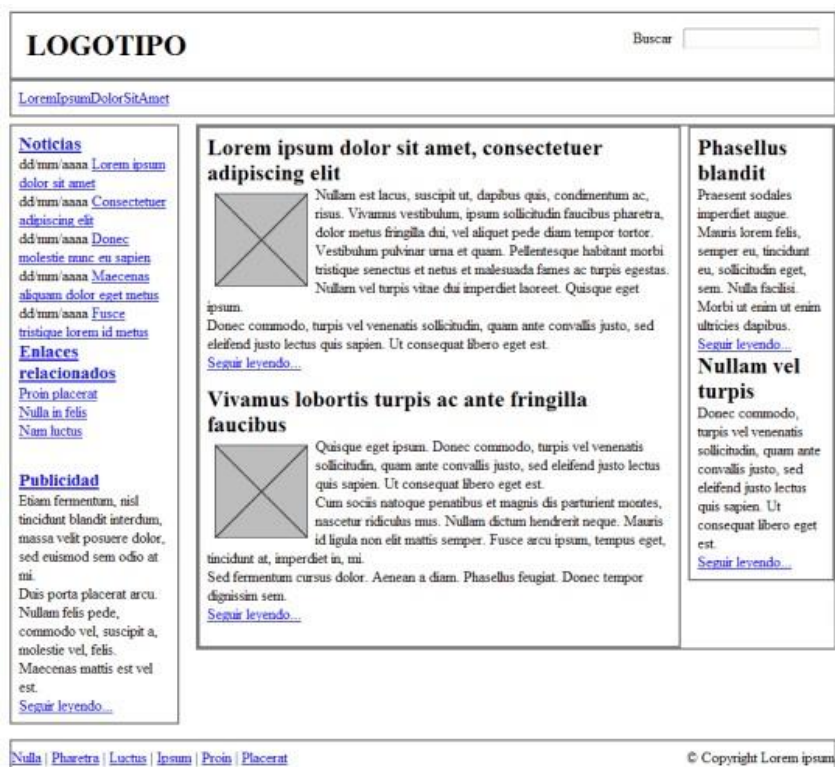 LOGOTIPO
Buscar
LoremIpsumDolorSitAmet
Noticias
dd/mm/aaaa Lorem ipsum
dolor sit amet
dd/mm/aaaa Consectetuer
adipiscing elit
dd/mm/aaaa Donec
molestie nunc eu sapien
dd/mm/aaaa Maecenas
aliquam dolor eget metus
dd/mm/aaaa Fusce
tristique lorem id metus
Enlaces
relacionados
Proin placerat
Nulla in felis
Nam luctus
Publicidad
Etiam fermentum, nisl
tincidunt blandit interdum,
massa velit posuere dolor,
sed euismod sem odio at
mi.
Duis porta placerat arcu.
Nullam felis pede,
commodo vel, suscipit a,
molestie vel, felis.
Maecenas mattis est vel
est.
Seguir leyendo...
Lorem ipsum dolor sit amet, consectetuer
adipiscing elit
Nullam est lacus, suscipit ut, dapibus quis, condimentum ac,
risus. Vivamus vestibulum, ipsum sollicitudin faucibus pharetra,
dolor metus fringilla dui, vel aliquet pede diam tempor tortor.
Vestibulum pulvinar urna et quam. Pellentesque habitant morbi
tristique senectus et netus et malesuada fames ac turpis egestas.
Nullam vel turpis vitae dui imperdiet laoreet. Quisque eget
ipsum.
Donec commodo, turpis vel venenatis sollicitudin, quam ante convallis justo, sed
eleifend justo lectus quis sapien. Ut consequat libero eget est.
Seguir leyendo...
Vivamus lobortis turpis ac ante fringilla
faucibus
Quisque eget ipsum. Donec commodo, turpis vel venenatis
sollicitudin, quam ante convallis justo, sed eleifend justo lectus
quis sapien. Ut consequat libero eget est.
Cum sociis natoque penatibus et magnis dis parturient montes,
nascetur ridiculus mus. Nullam dictum hendrerit neque. Mauris
id ligula non elit mattis semper. Fusce arcu ipsum, tempus eget,
tincidunt at, imperdiet in, mi.
Sed fermentum cursus dolor. Aenean a diam. Phasellus feugiat. Donec tempor
dignissim sem.
Seguir leyendo...
Phasellus
blandit
Praesent sodales
imperdiet augue.
Mauris lorem felis,
semper eu, tincidunt
eu, sollicitudin eget,
sem. Nulla facilisi.
Morbi ut enim ut enim
ultricies dapibus.
Seguir leyendo...
Nullam vel
turpis
Donec commodo,
turpis vel venenatis
sollicitudin, quam ante
convallis justo, sed
eleifend justo lectus
quis sapien. Ut
consequat libero eget
est.
Seguir leyendo...
Nulla | Pharetra | Luctus | Ipsum | Proin | Placerat
© Copyright Lorem ipsum